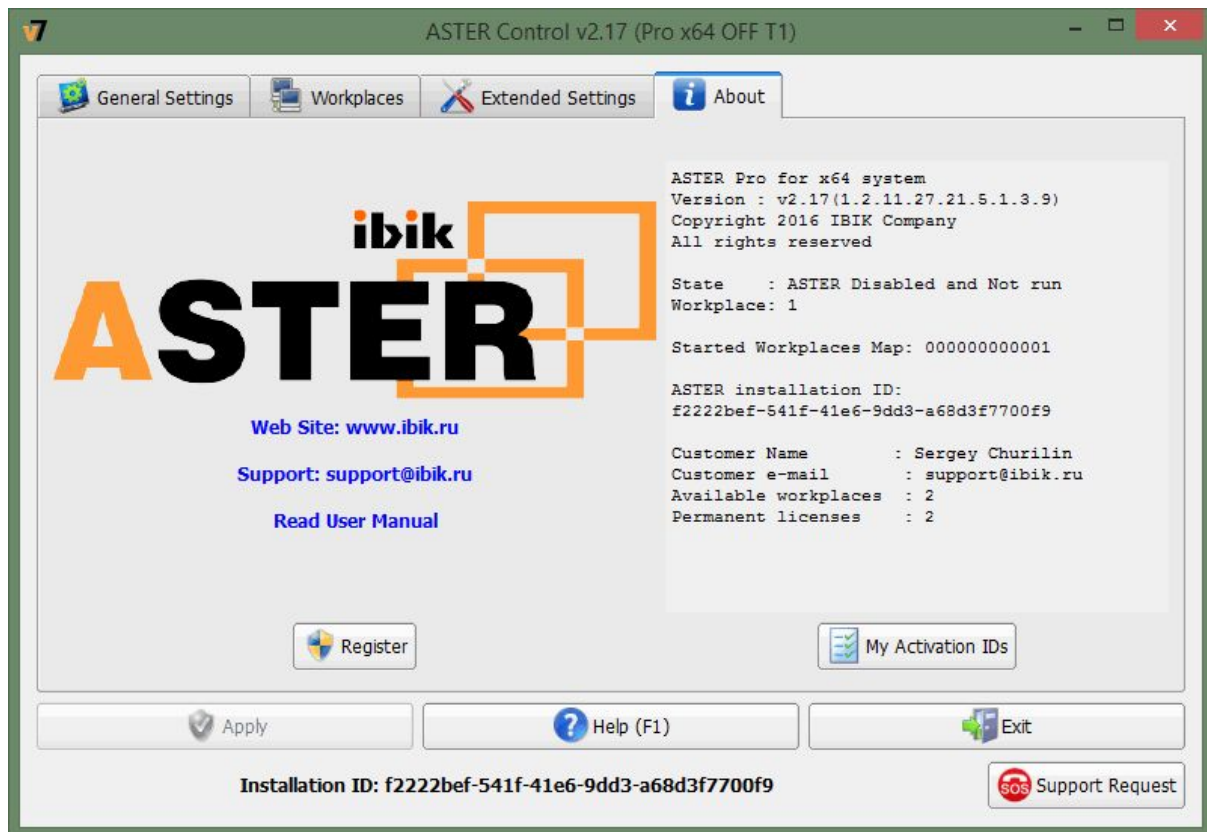 ASTER Control v2.17 (Pro x64 OFF T1)
General Settings
Workplaces
Extended Settings
About
ibik
ASTER
Web Site: www.ibik.ru
Support: support@ibik.ru
Read User Manual
Register
ASTER Pro for x64 system
Version : v2.17(1.2.11.27.21.5.1.3.9)
Copyright 2016 IBIK Company
All rights reserved
State : ASTER Disabled and Not run
Workplace: 1
Started Workplaces Map: 000000000001
ASTER installation ID:
f2222bef-541f-41e6-9dd3-a68d3f7700f9
Customer Name : Sergey Churilin
Customer e-mail : support@ibik.ru
Available workplaces : 2
Permanent licenses : 2
My Activation IDs
Apply
Help (F1)
Exit
Installation ID: f2222bef-541f-41e6-9dd3-a68d3f7700f9
SOS
Support Request